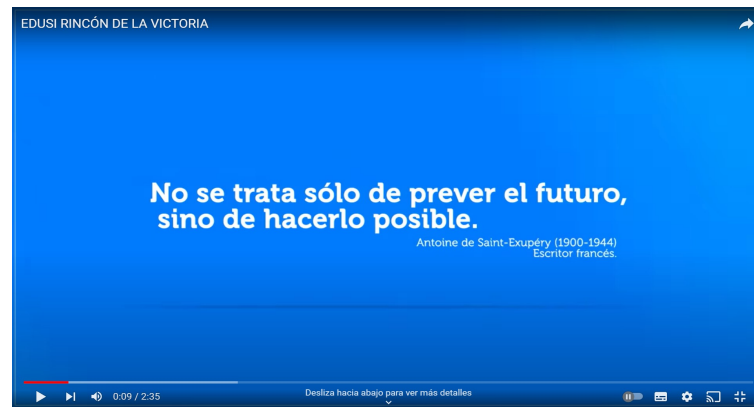 EDUSI RINCÓN DE LA VICTORIA
No se trata sólo de prever el futuro,
sino de hacerlo posible.
Antoine de Saint-Exupéry (1900-1944)
Escritor francés.
0:09 / 2:35
Desliza hacia abajo para ver más detalles